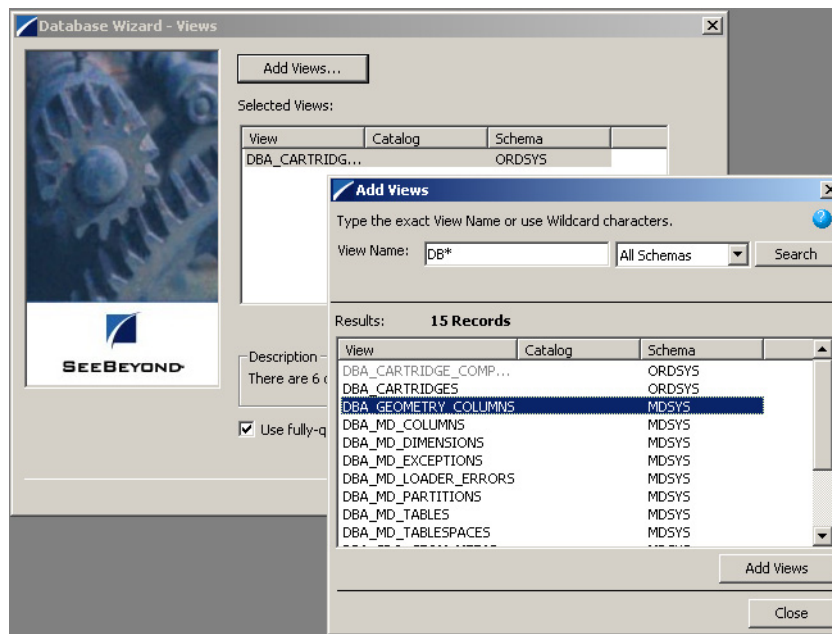 Database Wizard - Views
Add Views...
Selected Views:
View Catalog Schema
DBA_CARTRIDG... ORDSYS
SEEBEYOND
Description
There are 6
Use fully-q
Add Views
Type the exact View Name or use Wildcard characters.
View Name: DB* All Schemas Search
Results: 15 Records
View Catalog Schema
DBA_CARTRIDGE_COMP... ORDSYS
DBA_CARTRIDGES ORDSYS
DBA_GEOMETRY_COLUMNS MDSYS
DBA_MD_COLUMNS MDSYS
DBA_MD_DIMENSIONS MDSYS
DBA_MD_EXCEPTIONS MDSYS
DBA_MD_LOADER_ERRORS MDSYS
DBA_MD_PARTITIONS MDSYS
DBA_MD_TABLES MDSYS
DBA_MD_TABLESPACES MDSYS
Add Views
Close